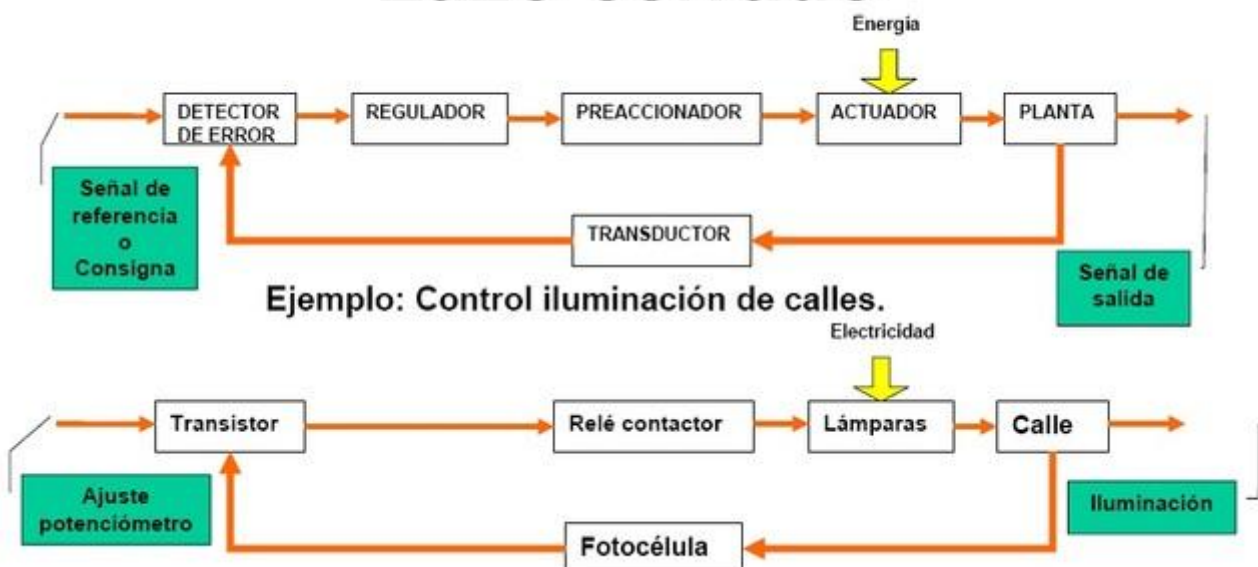 Energía
DETECTOR
DE ERROR
REGULADOR
PREACCIONADOR
ACTUADOR
PLANTA
Señal de
referencia
o
Consigna
TRANSDUCTOR
Señal de
salida
Ejemplo: Control iluminación de calles.
Electricidad
Transistor
Relé contactor
Lámparas
Calle
Ajuste
potenciómetro
Iluminación
Fotocélula